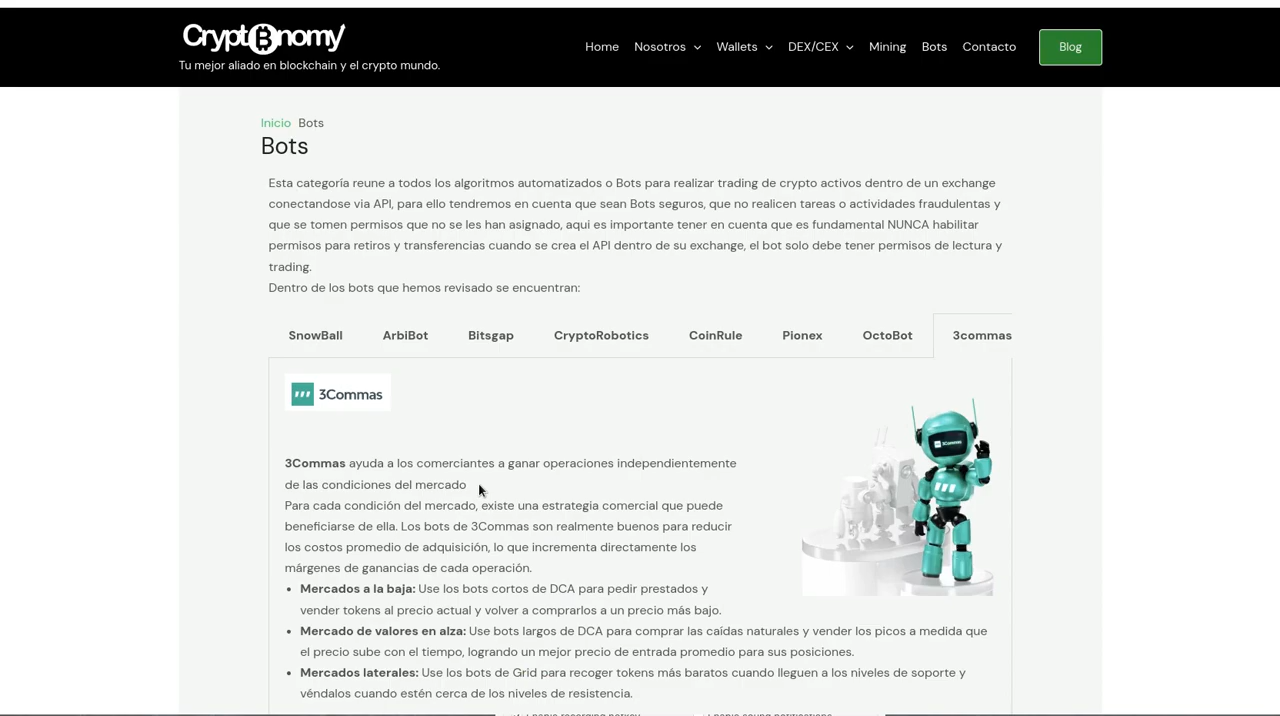 Cryptonomy
Tu mejor aliado en blockchain y el crypto mundo.
Home Nosotros Wallets DEX/CEX Mining Bots Contacto Blog
Inicio Bots
Bots
Esta categoría reune a todos los algoritmos automatizados o Bots para realizar trading de crypto activos dentro de un exchange
conectandose via API, para ello tendremos en cuenta que sean Bots seguros, que no realicen tareas o actividades fraudulentas y
que se tomen permisos que no se les han asignado, aqui es importante tener en cuenta que es fundamental NUNCA habilitar
permisos para retiros y transferencias cuando se crea el API dentro de su exchange, el bot solo debe tener permisos de lectura y
trading.
Dentro de los bots que hemos revisado se encuentran:
SnowBall ArbiBot Bitsgap CryptoRobotics CoinRule Pionex OctoBot 3commas
3Commas
3Commas
3Commas ayuda a los comerciantes a ganar operaciones independientemente
de las condiciones del mercado
Para cada condición del mercado, existe una estrategia comercial que puede
beneficiarse de ella. Los bots de 3Commas son realmente buenos para reducir
los costos promedio de adquisición, lo que incrementa directamente los
márgenes de ganancias de cada operación.
• Mercados a la baja: Use los bots cortos de DCA para pedir prestados y
vender tokens al precio actual y volver a comprarlos a un precio más bajo.
• Mercado de valores en alza: Use bots largos de DCA para comprar las caídas naturales y vender los picos a medida que
el precio sube con el tiempo, logrando un mejor precio de entrada promedio para sus posiciones.
• Mercados laterales: Use los bots de Grid para recoger tokens más baratos cuando lleguen a los niveles de soporte y
véndalos cuando estén cerca de los niveles de resistencia.